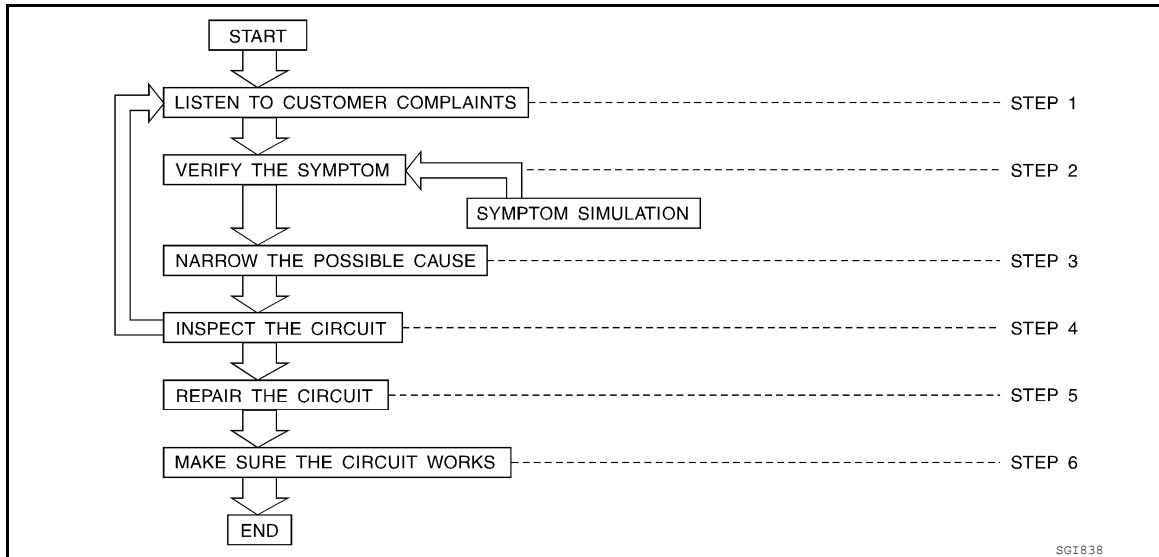 START
LISTEN TO CUSTOMER COMPLAINTS STEP 1
VERIFY THE SYMPTOM STEP 2
SYMPTOM SIMULATION
NARROW THE POSSIBLE CAUSE STEP 3
INSPECT THE CIRCUIT STEP 4
REPAIR THE CIRCUIT STEP 5
MAKE SURE THE CIRCUIT WORKS STEP 6
END
SGI838